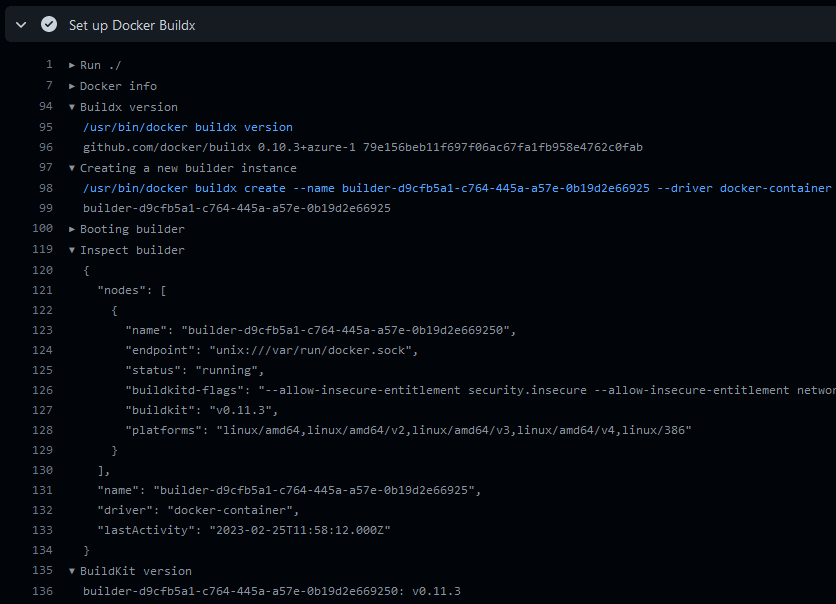 Set up Docker Buildx
1 ▶ Run ./
7 ▶ Docker info
94 ▼ Buildx version
95 /usr/bin/docker buildx version
96 github.com/docker/buildx 0.10.3+azure-1 79e156beb11f697f06ac67fa1fb958e4762c0fab
97 ▼ Creating a new builder instance
98 /usr/bin/docker buildx create --name builder-d9cfb5a1-c764-445a-a57e-0b19d2e66925 --driver docker-container
99 builder-d9cfb5a1-c764-445a-a57e-0b19d2e66925
100 ▶ Booting builder
119 ▼ Inspect builder
120 {
121 "nodes": [
122 {
123 "name": "builder-d9cfb5a1-c764-445a-a57e-0b19d2e669250",
124 "endpoint": "unix:///var/run/docker.sock",
125 "status": "running",
126 "buildkitd-flags": "--allow-insecure-entitlement security.insecure --allow-insecure-entitlement networ
127 "buildkit": "v0.11.3",
128 "platforms": "linux/amd64,linux/amd64/v2,linux/amd64/v3,linux/amd64/v4,linux/386"
129 }
130 ],
131 "name": "builder-d9cfb5a1-c764-445a-a57e-0b19d2e66925",
132 "driver": "docker-container",
133 "lastActivity": "2023-02-25T11:58:12.000Z"
134 }
135 ▼ BuildKit version
136 builder-d9cfb5a1-c764-445a-a57e-0b19d2e669250: v0.11.3